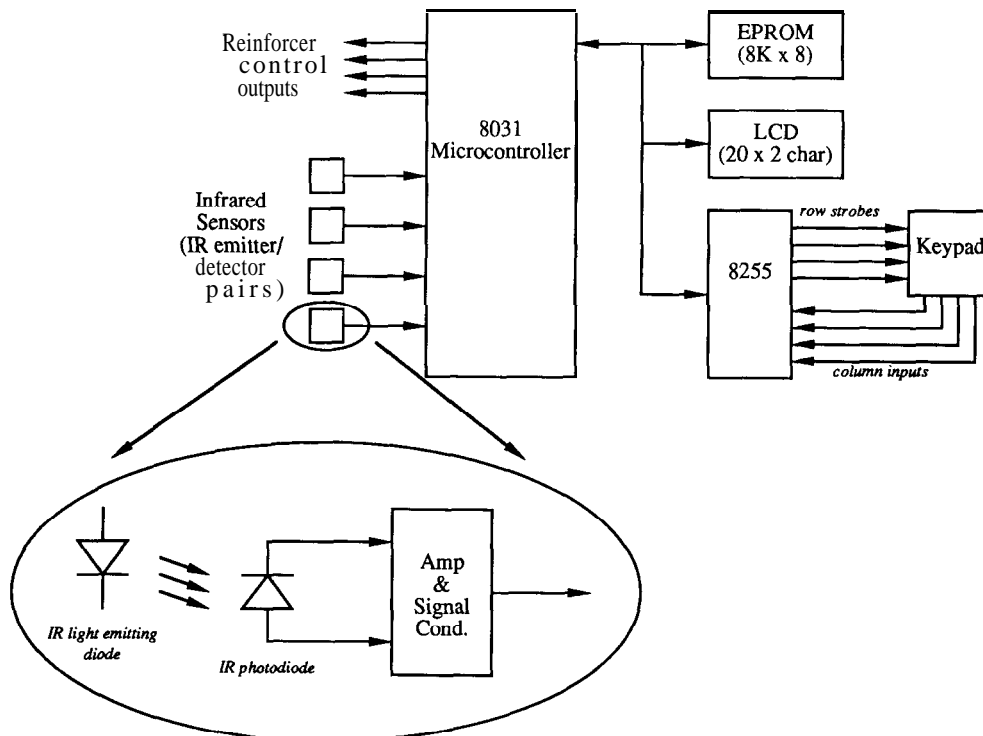 Reinforcer
control
outputs
8031
Microcontroller
EPROM
(8K x 8)
LCD
(20 x 2 char)
Infrared
Sensors
(IR emitter/
detector
pairs)
row strobes
8255
Keypad
column inputs
IR light emitting
diode
IR photodiode
Amp
&
Signal
Cond.